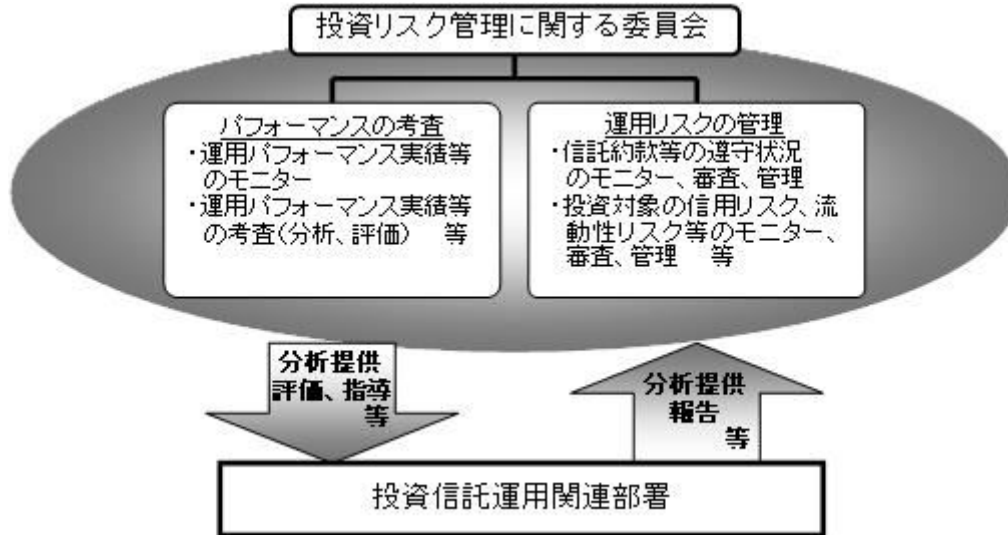 投資リスク管理に関する委員会
パフォーマンスの考査
・運用パフォーマンス実績等
のモニター
・運用パフォーマンス実績等
の考査(分析、評価)　等
運用リスクの管理
・信託約款等の遵守状況
のモニター、審査、管理
・投資対象の信用リスク、流
動性リスク等のモニター、
審査、管理　等
分析提供
評価、指導
等
分析提供
報告
等
投資信託運用関連部署